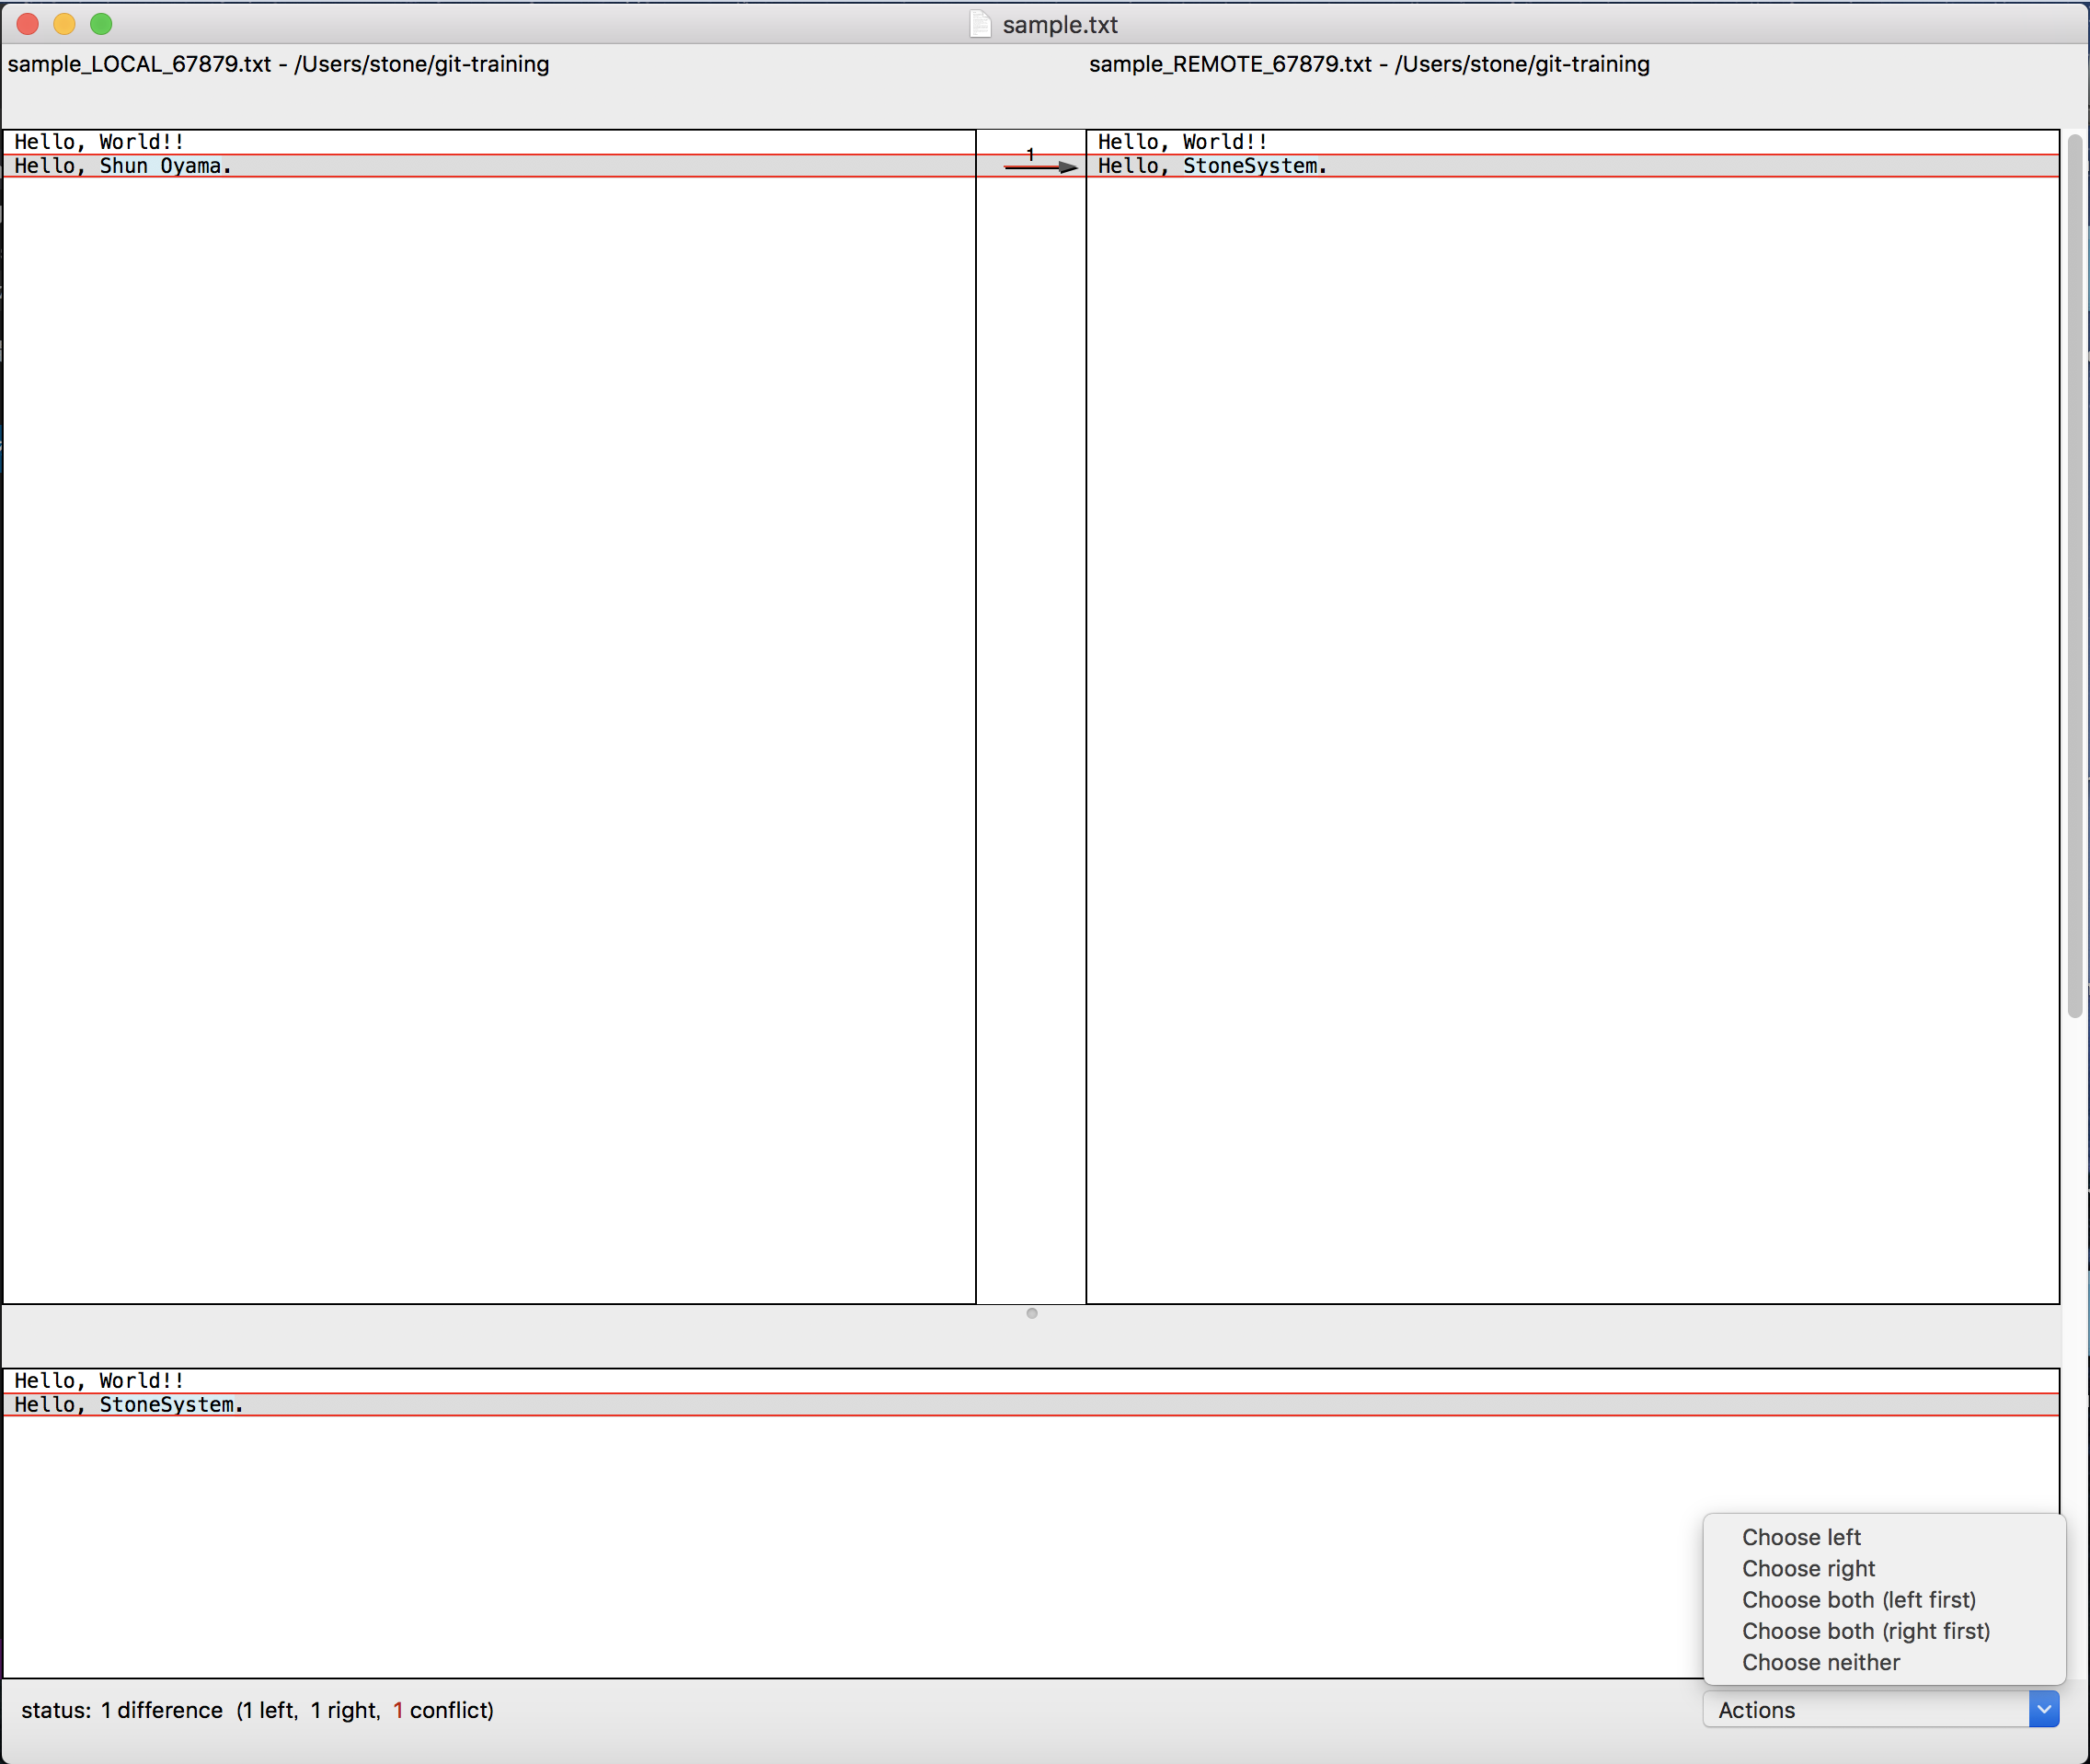 sample.txt
sample_LOCAL_67879.txt - /Users/stone/git-training
sample_REMOTE_67879.txt - /Users/stone/git-training
Hello, World!!
Hello, Shun Oyama.
1
Hello, World!!
Hello, StoneSystem.
Hello, World!!
Hello, StoneSystem.
Choose left
Choose right
Choose both (left first)
Choose both (right first)
Choose neither
status: 1 difference (1 left, 1 right, 1 conflict)
Actions